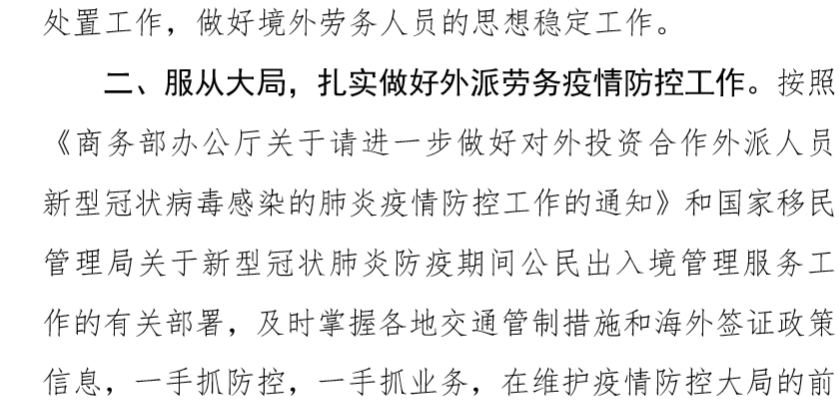 处置工作，做好境外劳务人员的思想稳定工作。
二、服从大局，扎实做好外派劳务疫情防控工作。按照
《商务部办公厅关于请进一步做好对外投资合作外派人员
新型冠状病毒感染的肺炎疫情防控工作的通知》和国家移民
管理局关于新型冠状肺炎防疫期间公民出入境管理服务工
作的有关部署，及时掌握各地交通管制措施和海外签证政策
信息，一手抓防控，一手抓业务，在维护疫情防控大局的前